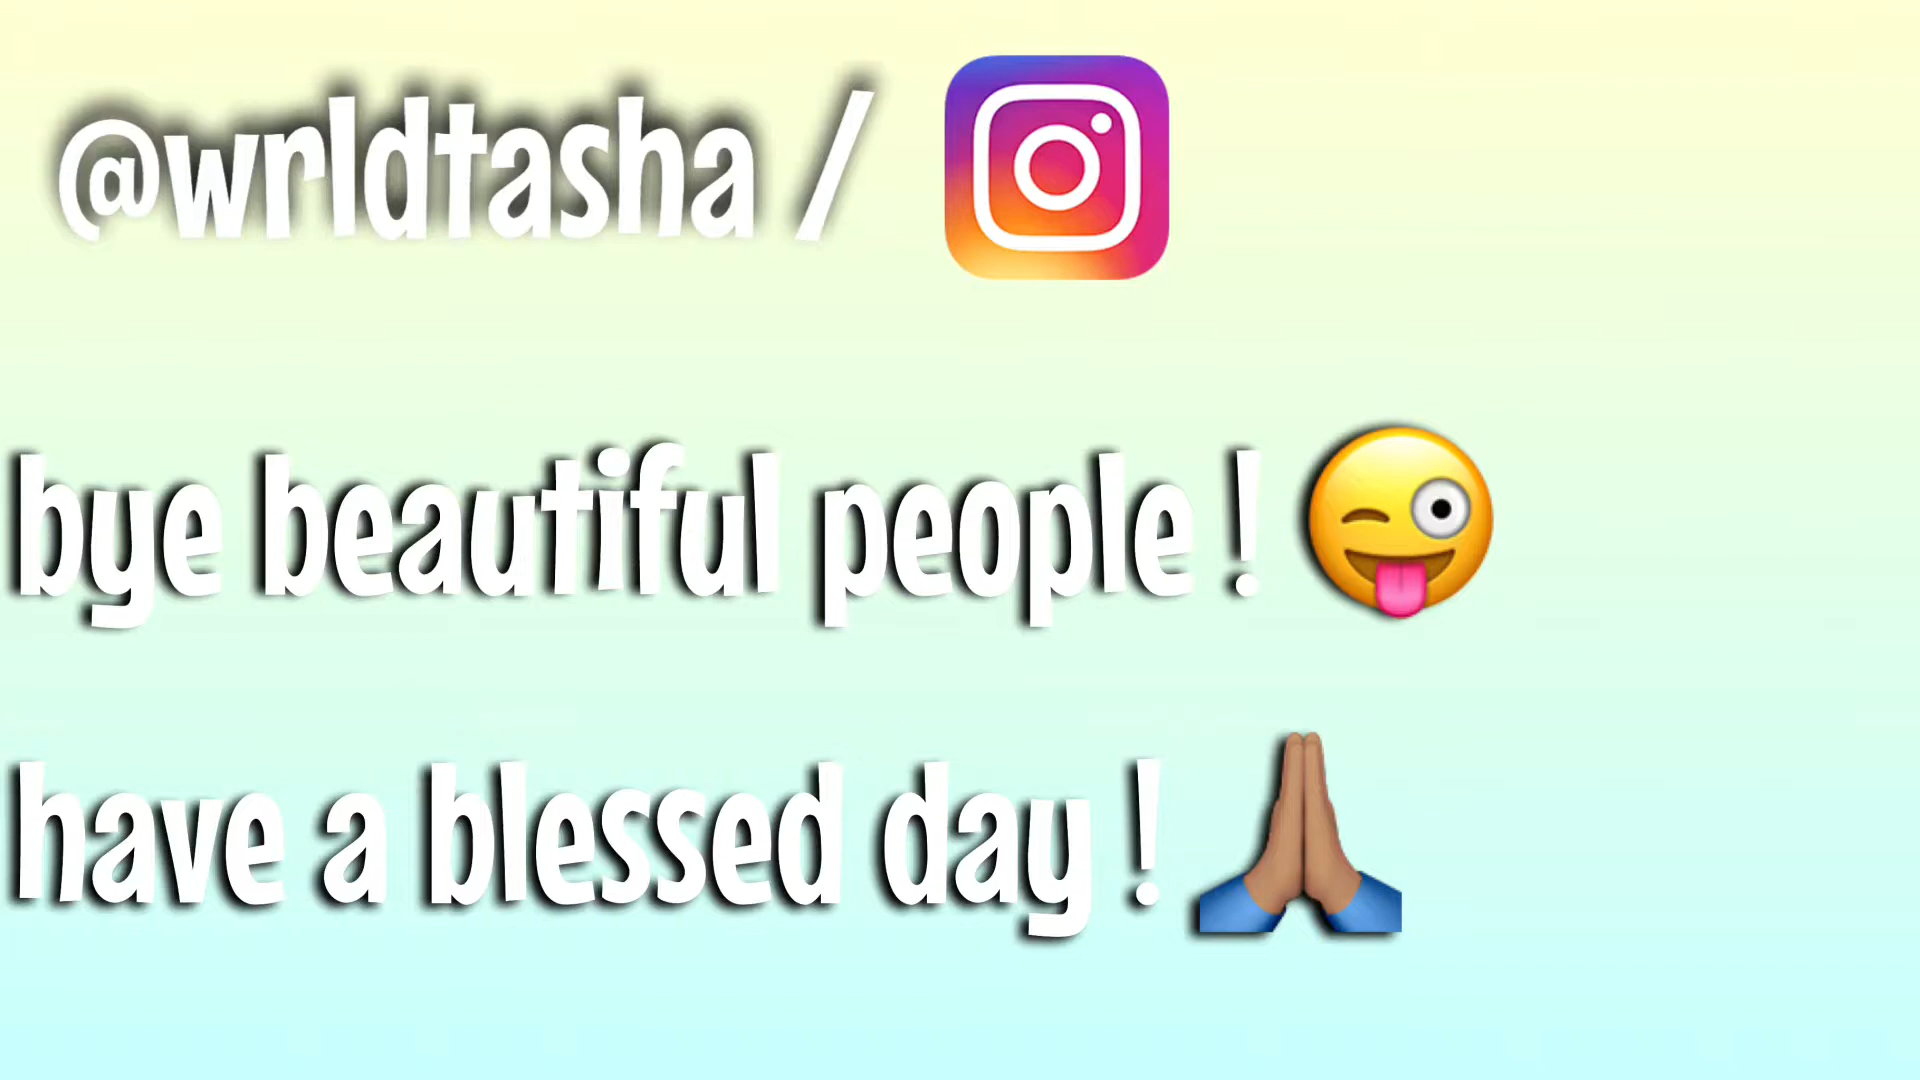 @wrldtasha /
bye beautiful people ! 😜
have a blessed day ! 🙏🏽